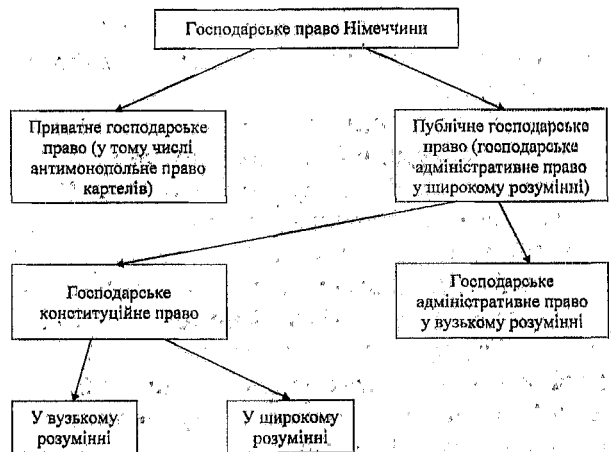 Господарське право Німеччини
Приватне господарське
право (у тому числі
антимонопольне право
картелів)
Публічне господарське
право (господарське
адміністративне право
у широкому розумінні)
Господарське
конституційне право
Господарське
адміністративне право
у вузькому розумінні
У вузькому
розумінні
У широкому
розумінні